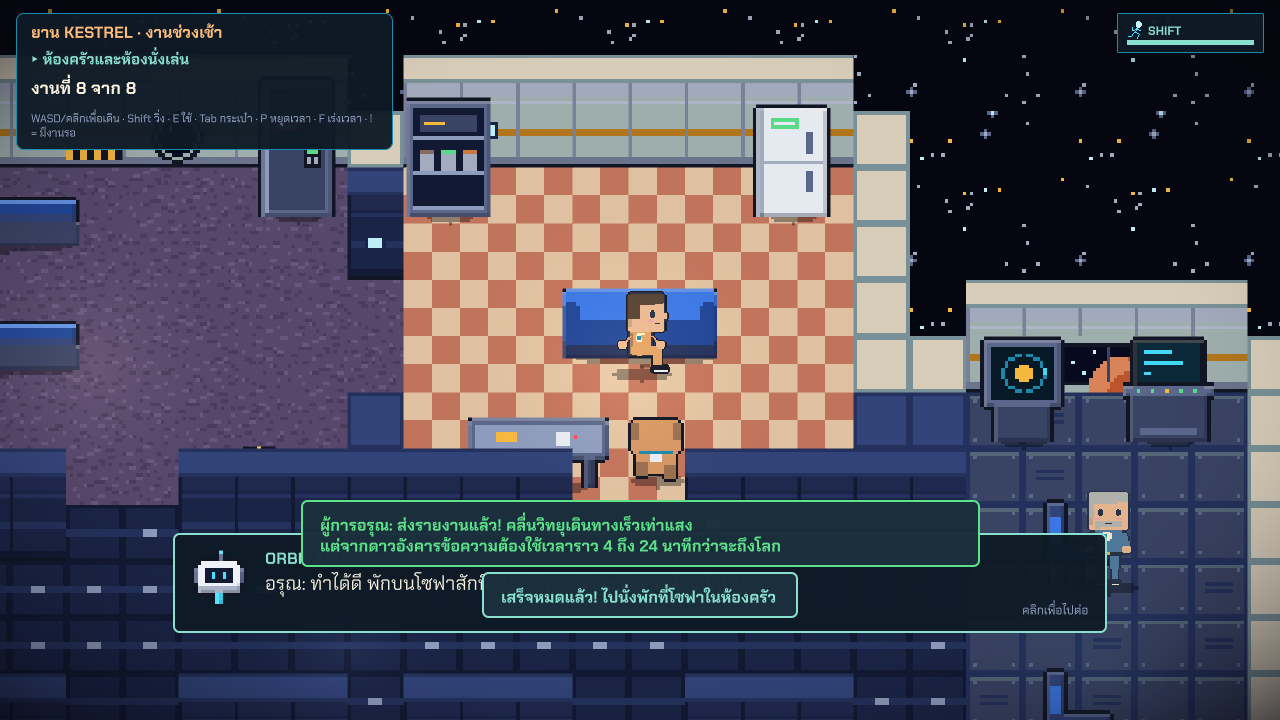 ยาน KESTREL · งานช่วงเช้า
‣ ห้องครัวและห้องนั่งเล่น
งานที่ 8 จาก 8
WASD/คลิกเพื่อเดิน · Shift วิ่ง · E ใช้ · Tab กระเป๋า · P หยุดเวลา · F เร่งเวลา · !
= มีงานรอ
SHIFT
ผู้การอรุณ: ส่งรายงานแล้ว! คลื่นวิทยุเดินทางเร็วเท่าแสง
แต่จากดาวอังคารข้อความต้องใช้เวลาราว 4 ถึง 24 นาทีกว่าจะถึงโลก
อรุณ: ทำได้ดี พักบนโซฟาสัก
เสร็จหมดแล้ว! ไปนั่งพักที่โซฟาในห้องครัว
คลิกเพื่อไปต่อ